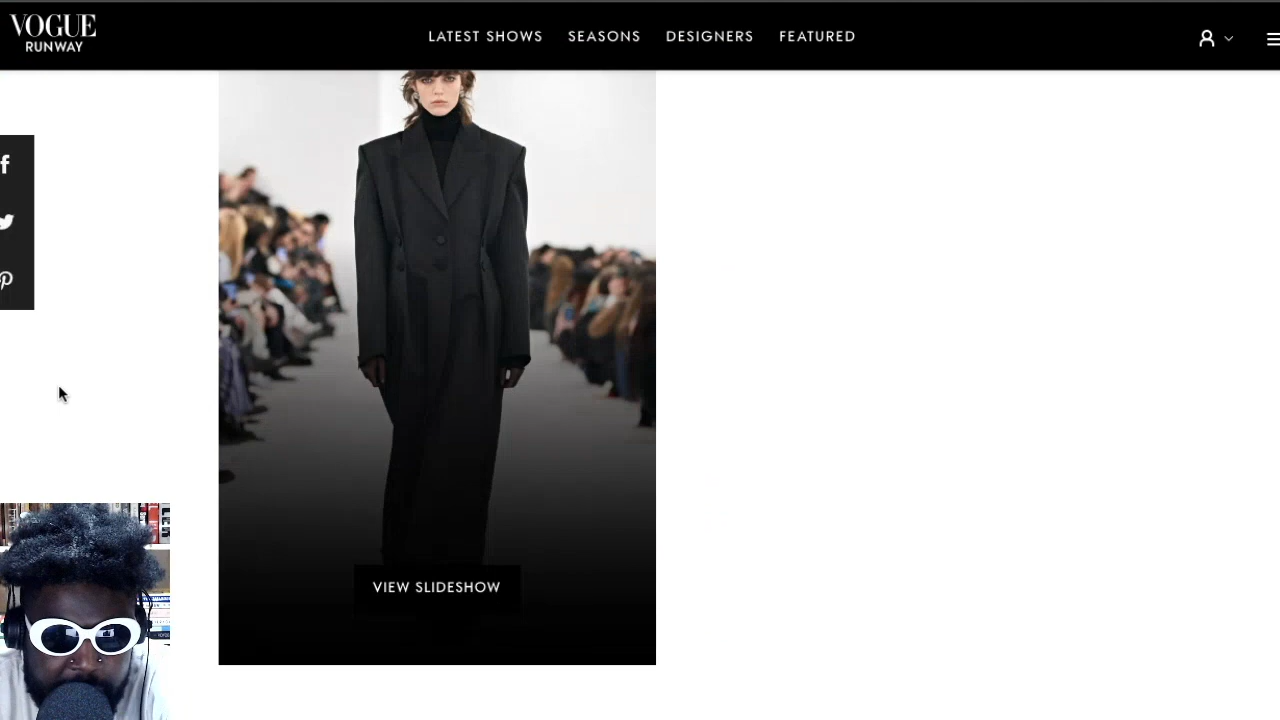 VOGUE
RUNWAY
LATEST SHOWS SEASONS DESIGNERS FEATURED
VIEW SLIDESHOW